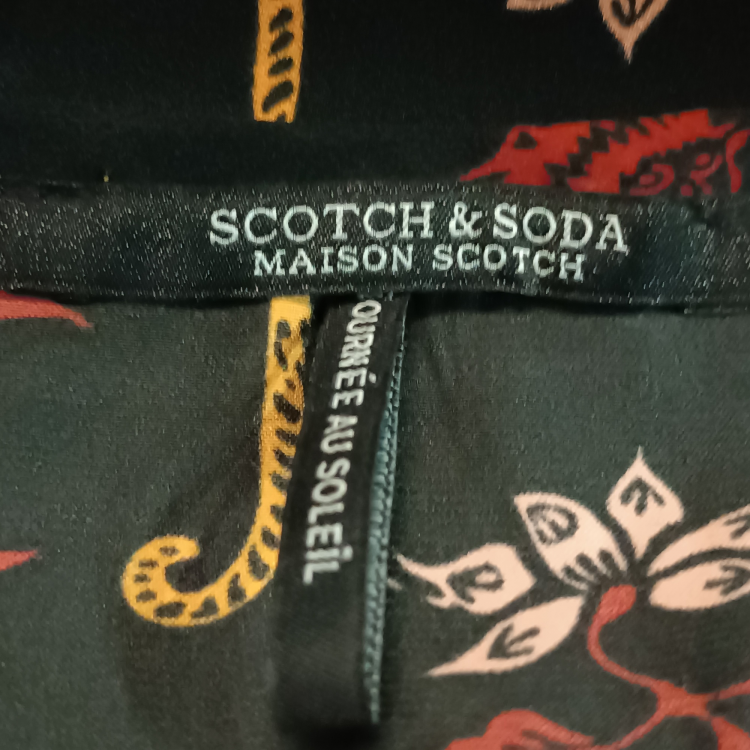 SCOTCH & SODA
MAISON SCOTCH
OURNÉE AU SOLEIL